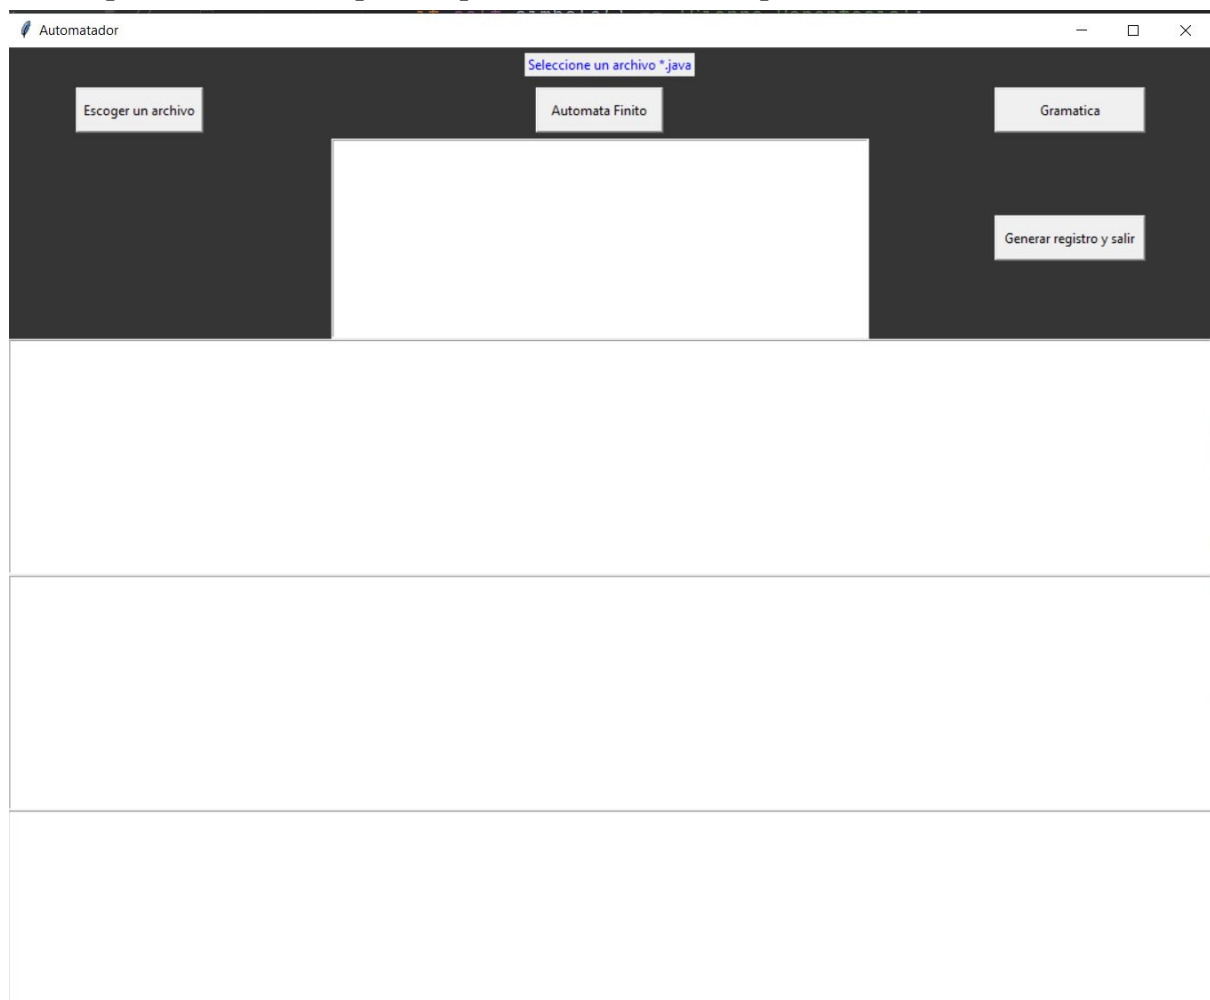 Automatador
Seleccione un archivo *.java
Escoger un archivo
Automata Finito
Gramatica
Generar registro y salir